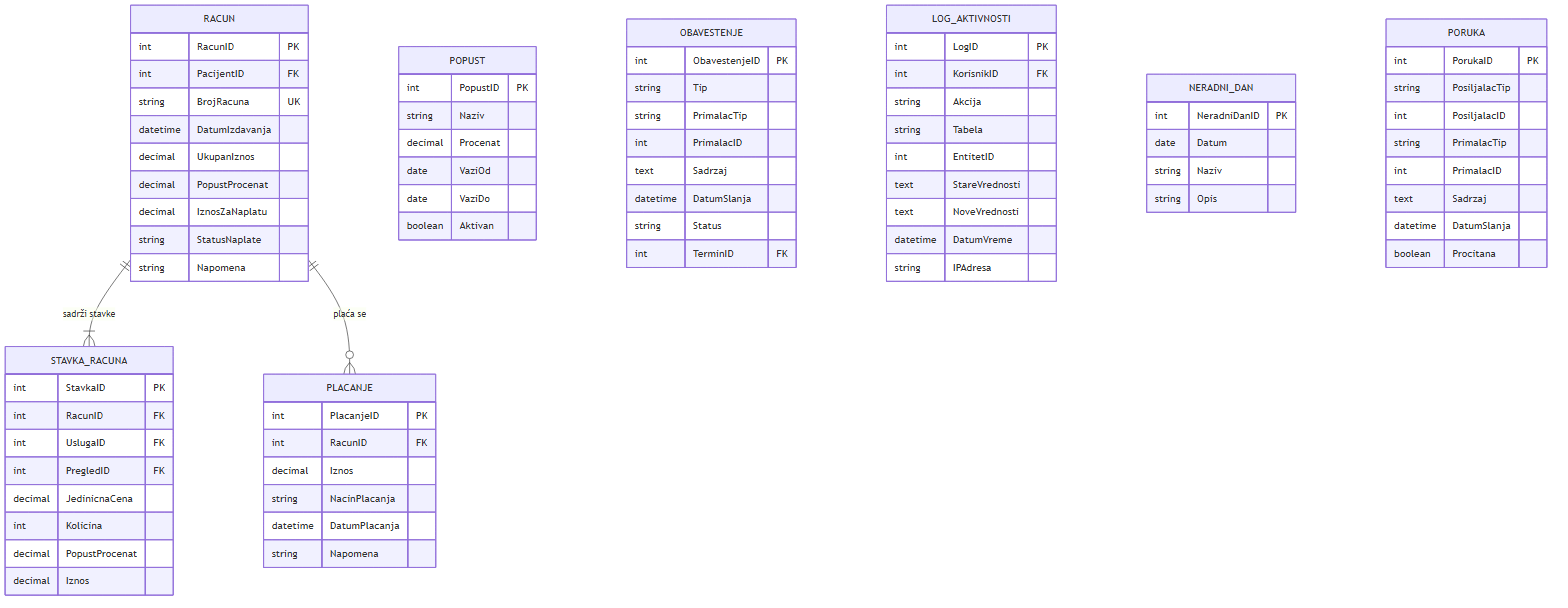 RACUN
int RacunID PK
int PacijentID FK
string BrojRacuna UK
datetime DatumIzdavanja
decimal UkupanIznos
decimal PopustProcenat
decimal IznosZaNaplatu
string StatusNaplate
string Napomena
POPUST
int PopustID PK
string Naziv
decimal Procenat
date VaziOd
date VaziDo
boolean Aktivan
OBAVESTENJE
int ObavestenjeID PK
string Tip
string PrimalacTip
int PrimalacID
text Sadrzaj
datetime DatumSlanja
string Status
int TerminID FK
LOG_AKTIVNOSTI
int LogID PK
int KorisnikID FK
string Akcija
string Tabela
int EntitetID
text StareVrednosti
text NoveVrednosti
datetime DatumVreme
string IPAdresa
NERADNI_DAN
int NeradniDanID PK
date Datum
string Naziv
string Opis
PORUKA
int PorukaID PK
string PosiljalacTip
int PosiljalacID
string PrimalacTip
int PrimalacID
text Sadrzaj
datetime DatumSlanja
boolean Procitana
sadrži stavke
plaća se
STAVKA_RACUNA
int StavkaID PK
int RacunID FK
int UslugaID FK
int PregledID FK
decimal JedinicnaCena
int Kolicina
decimal PopustProcenat
decimal Iznos
PLACANJE
int PlacanjeID PK
int RacunID FK
decimal Iznos
string NacinPlacanja
datetime DatumPlacanja
string Napomena